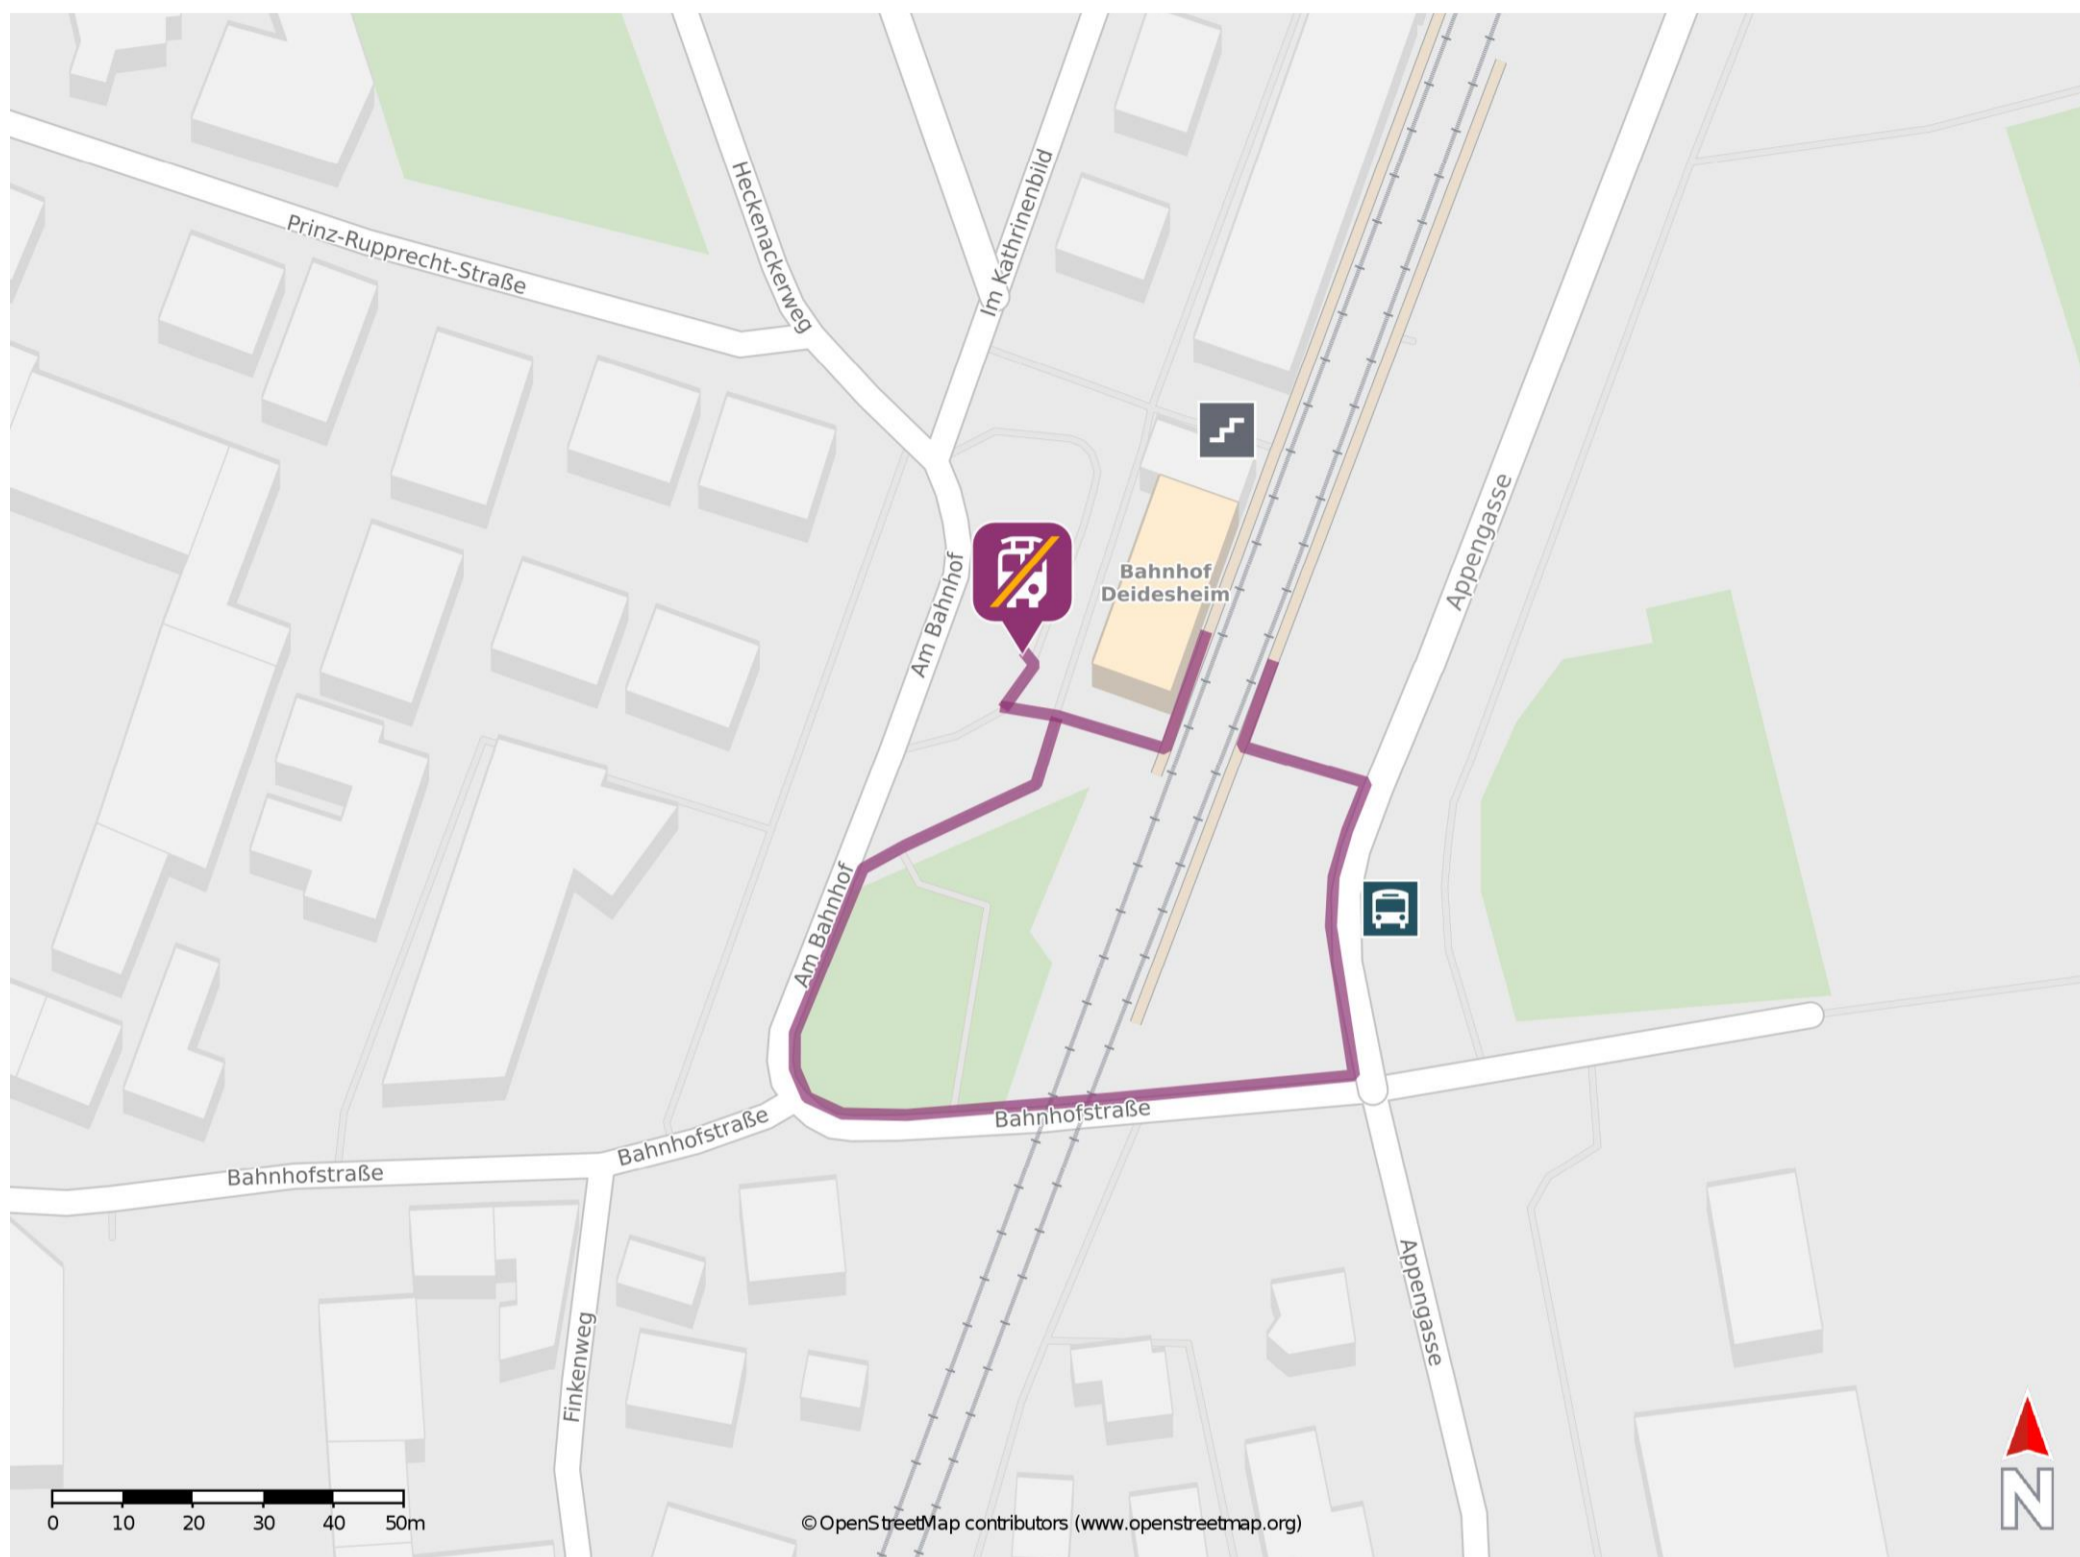 Heckenackerweg
Im Kathrinenbild
Prinz-Rupprecht-Straße
Appengasse
Am Bahnhof
Bahnhof
Deidesheim
Am Bahnhof
Bahnhofstraße
Bahnhofstraße
Bahnhofstraße
Appengasse
Finkenweg
0 10 20 30 40 50m
©OpenStreetMap contributors (www.openstreetmap.org)
N